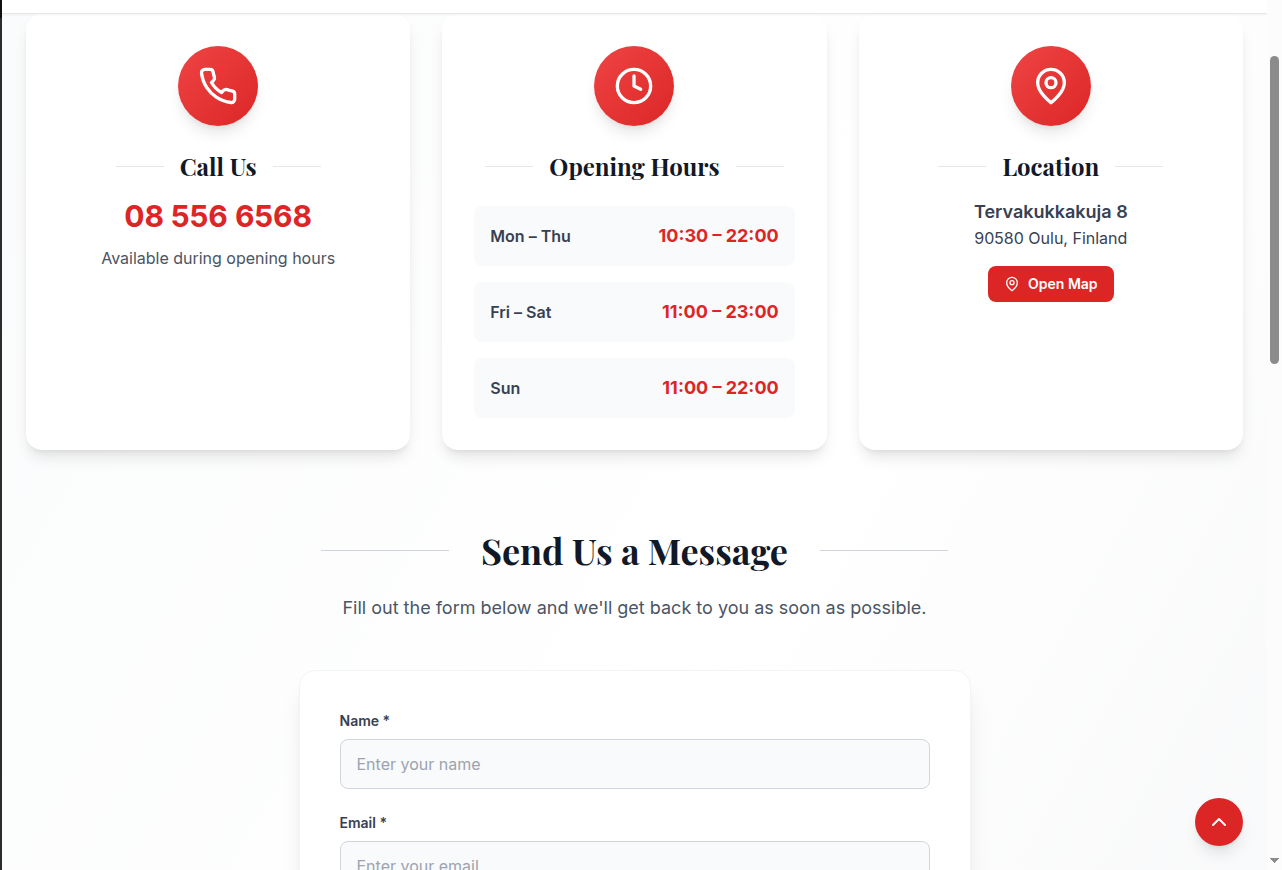 Call Us
08 556 6568
Available during opening hours
Opening Hours
Mon – Thu 10:30 – 22:00
Fri – Sat 11:00 – 23:00
Sun 11:00 – 22:00
Location
Tervakukkakuja 8
90580 Oulu, Finland
Open Map
Send Us a Message
Fill out the form below and we'll get back to you as soon as possible.
Name *
Enter your name
Email *
Enter your email